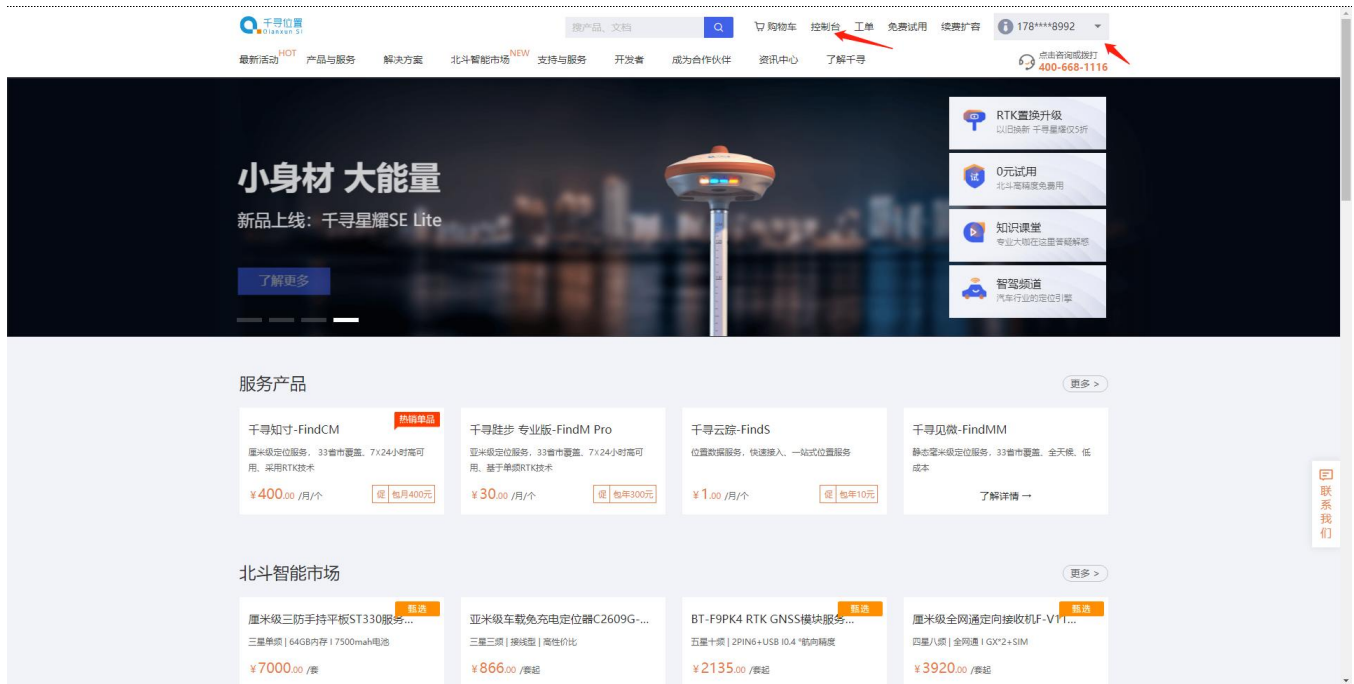 千寻位置
Qianxun SI
搜产品、文档
购物车 控制台 工单 免费试用 续费扩容 178****8992
最新活动HOT 产品与服务 解决方案 北斗智能市场NEW 支持与服务 开发者 成为合作伙伴 资讯中心 了解千寻
点击咨询或拨打
400-668-1116
小身材 大能量
新品上线：千寻星耀SE Lite
了解更多
RTK置换升级
以旧换新 千寻星耀仅5折
0元试用
北斗高精度免费用
知识课堂
专业大咖在这里答疑解惑
智驾频道
汽车行业的定位引擎
服务产品
更多 >
千寻知寸-FindCM
热销单品
厘米级定位服务，33省市覆盖、7×24小时高可
用、采用RTK技术
¥400.00 /月/个
促 包月400元
千寻跬步 专业版-FindM Pro
亚米级定位服务，33省市覆盖、7×24小时高可
用、基于单频RTK技术
¥30.00 /月/个
促 包年300元
千寻云踪-FindS
位置数据服务，快速接入、一站式位置服务
¥1.00 /月/个
促 包年10元
千寻见微-FindMM
静态毫米级定位服务，33省市覆盖、全天候、低
成本
了解详情 →
联系我们
北斗智能市场
更多 >
厘米级三防手持平板ST330服务...
甄选
三星单频 | 64GB内存 I 7500mah电池
¥7000.00 /套
亚米级车载免充电定位器C2609G-...
三星三频 | 接线型 | 高性价比
¥866.00 /套起
BT-F9PK4 RTK GNSS模块服务...
甄选
五星十频 | 2PIN6+USB I0.4 °航向精度
¥2135.00 /套起
厘米级全网通定向接收机F-V11...
甄选
四星八频 | 全网通 I GX*2+SIM
¥3920.00 /套起